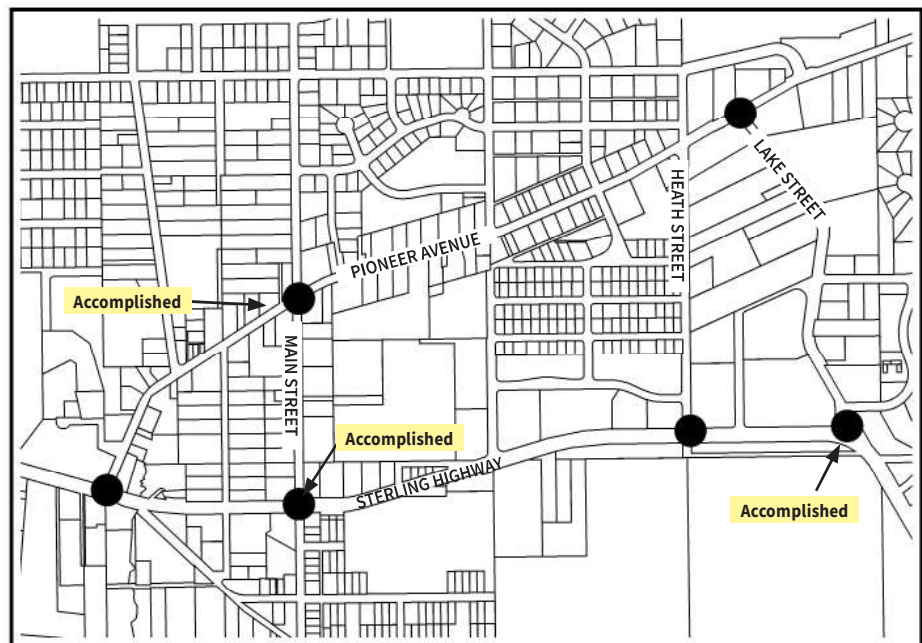 LAKE STREET
HEATH STREET
PIONEER AVENUE
Accomplished
MAIN STREET
Accomplished
STERLING HIGHWAY
Accomplished